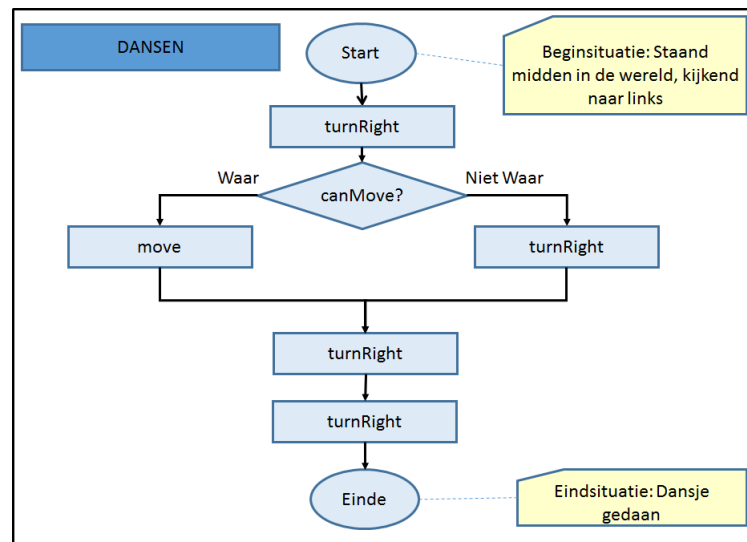 DANSEN
Start
Beginsituatie: Staand
midden in de wereld, kijkend
naar links
turnRight
Waar
canMove?
Niet Waar
move
turnRight
turnRight
turnRight
Einde
Eindsituatie: Dansje
gedaan